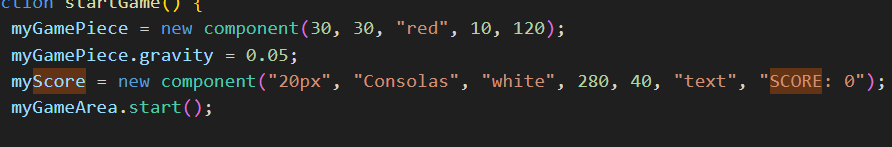 ction startGame() {
myGamePiece = new component(30, 30, "red", 10, 120);
myGamePiece.gravity = 0.05;
myScore = new component("20px", "Consolas", "white", 280, 40, "text", "SCORE: 0");
myGameArea.start();